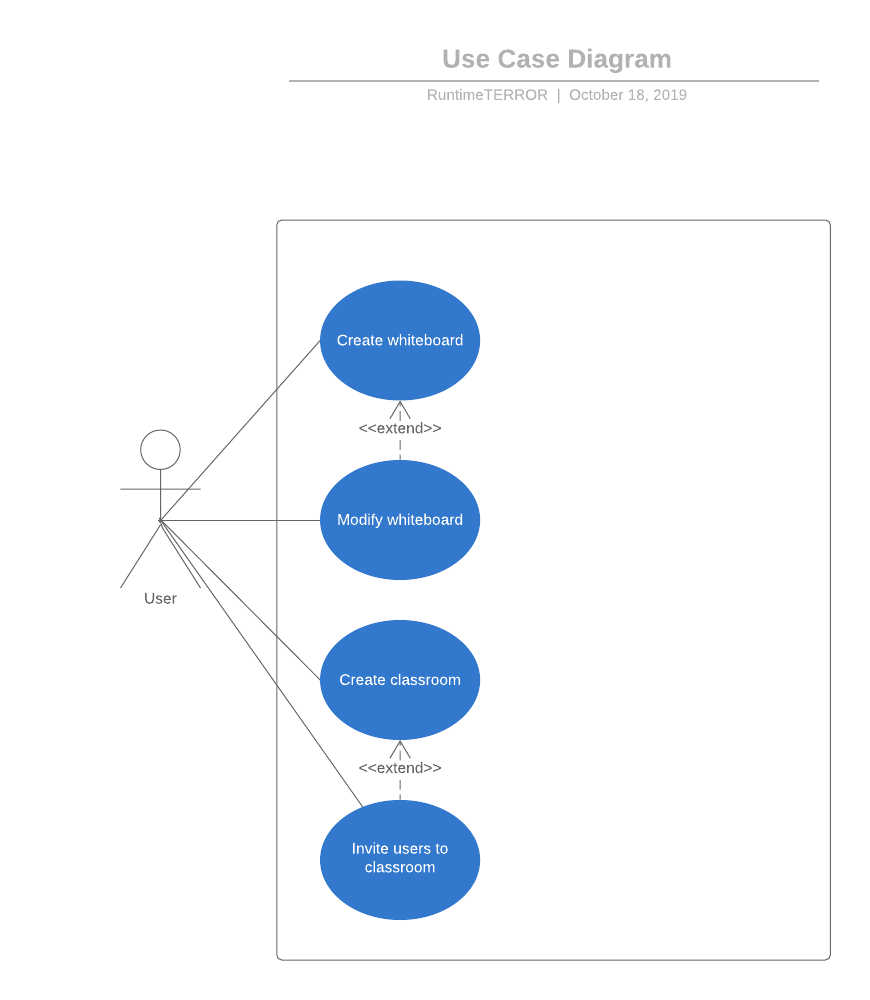 Use Case Diagram
RuntimeTERROR | October 18, 2019
Create whiteboard
<<extend>>
Modify whiteboard
User
Create classroom
<<extend>>
Invite users to
classroom